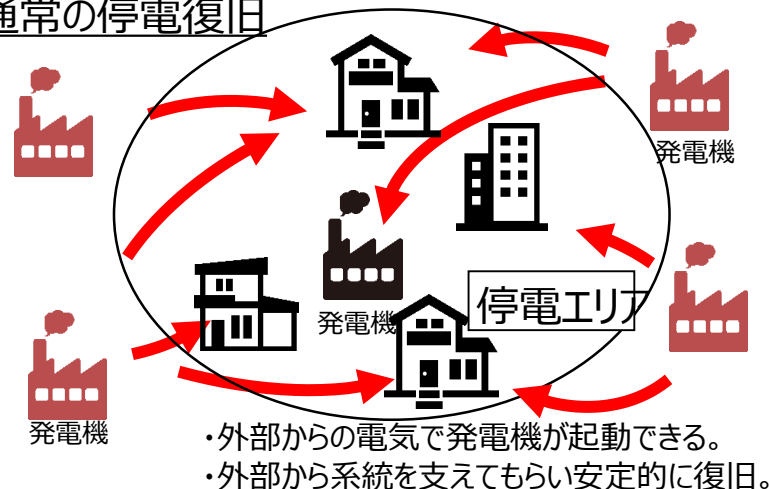 通常の停電復旧
発電機
発電機
停電エリア
発電機
・外部からの電気で発電機が起動できる。
・外部から系統を支えてもらい安定的に復旧。